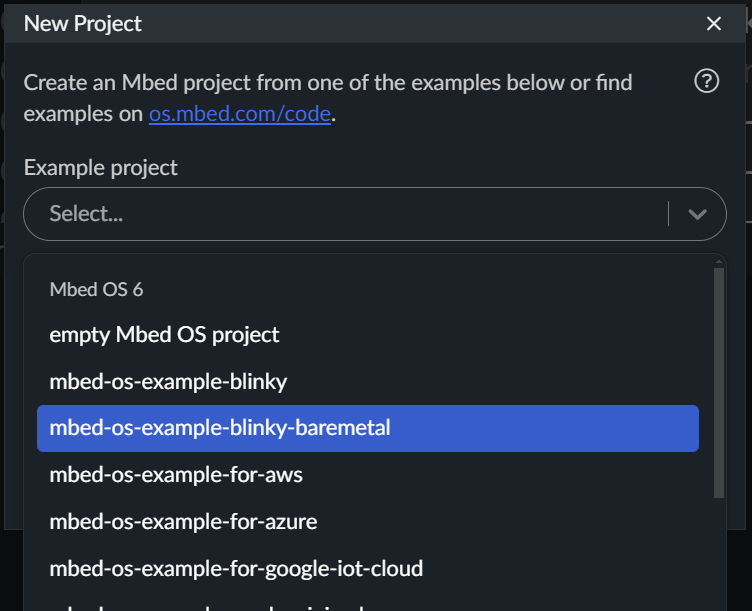 New Project
Create an Mbed project from one of the examples below or find
examples on os.mbed.com/code.
Example project
Select...
Mbed OS 6
empty Mbed OS project
mbed-os-example-blinky
mbed-os-example-blinky-baremetal
mbed-os-example-for-aws
mbed-os-example-for-azure
mbed-os-example-for-google-iot-cloud